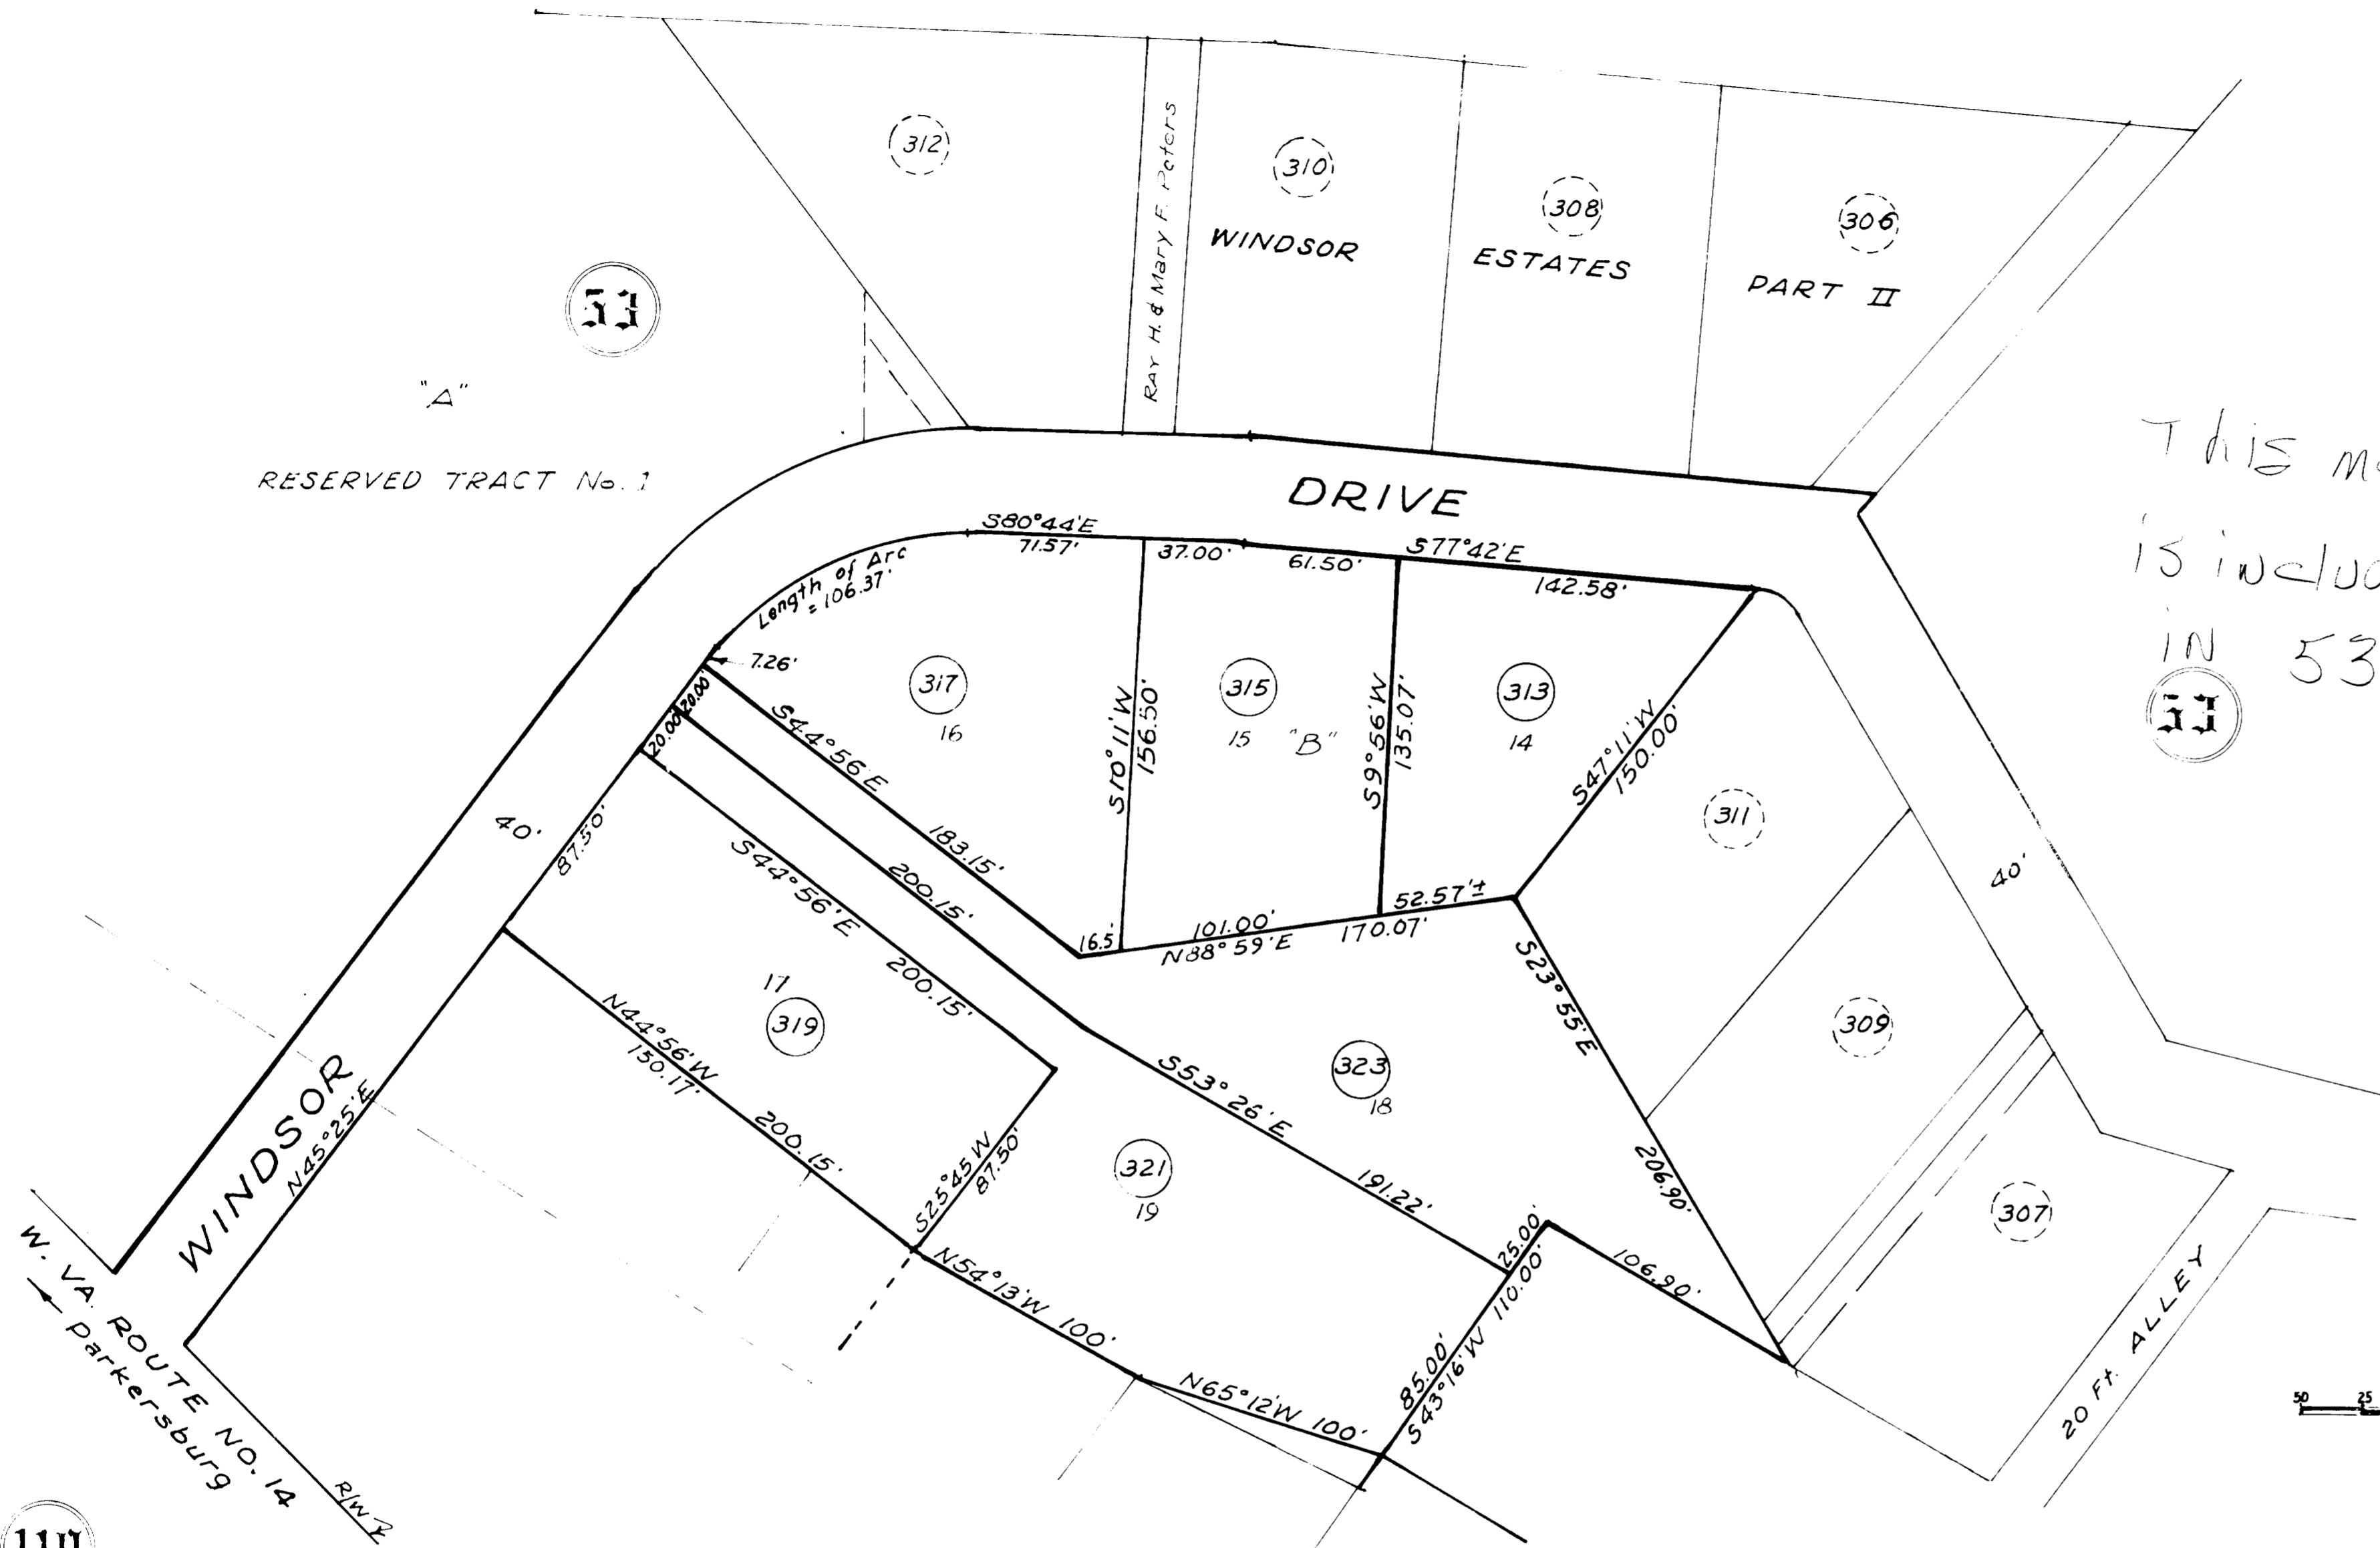 312
310
308
306
WINDSOR
ESTATES
PART II
RAY H. & Mary F. Peters
53
"A"
RESERVED TRACT No. 1
DRIVE
This
is
IN 53
53
S80°44'E
71.57'
37.00'
61.50'
S77°42'E
142.58'
Length of Arc
= 106.37'
7.26'
20.00'
20.00'
317
16
315
15
"B"
313
14
S44°56'E
183.15'
S10°11'W
156.50'
S9°56'W
135.07'
S47°11'W
150.00'
311
40'
40'
87.50'
S44°56'E
200.15'
200.15'
16.5'
101.00'
52.57'±
N88°59'E
170.07'
S23°55'E
206.90'
17
319
309
N44°56'W
150.17'
200.15'
323
18
S53°26'E
191.22'
S25°45'W
87.50'
321
19
WINDSOR
N45°25'E
N54°13'W 100'
N65°12'W 100'
25.00'
85.00'
S43°16'W 110.00'
106.90'
307
20 Ft. ALLEY
W. VA. ROUTE NO. 14
Parkersburg
R/W
50 25